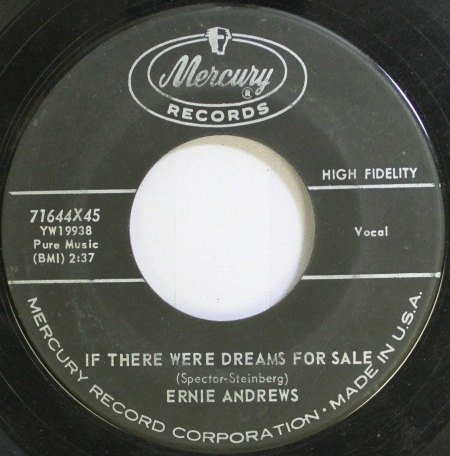 Mercury
®
RECORDS
HIGH FIDELITY
71644X45
YW19938
Pure Music
(BMI) 2:37
Vocal
IF THERE WERE DREAMS FOR SALE
(Spector-Steinberg)
ERNIE ANDREWS
MERCURY RECORD CORPORATION · MADE IN U.S.A.